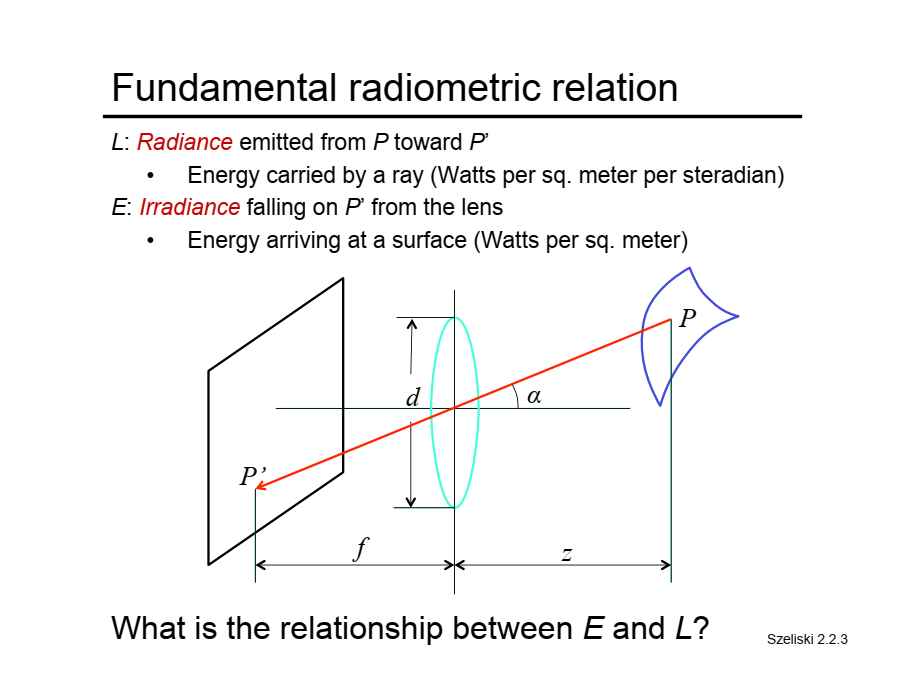 Fundamental radiometric relation
L: Radiance emitted from P toward P’
• Energy carried by a ray (Watts per sq. meter per steradian)
E: Irradiance falling on P’ from the lens
• Energy arriving at a surface (Watts per sq. meter)
P
d
α
P’
f
z
What is the relationship between E and L?
Szeliski 2.2.3